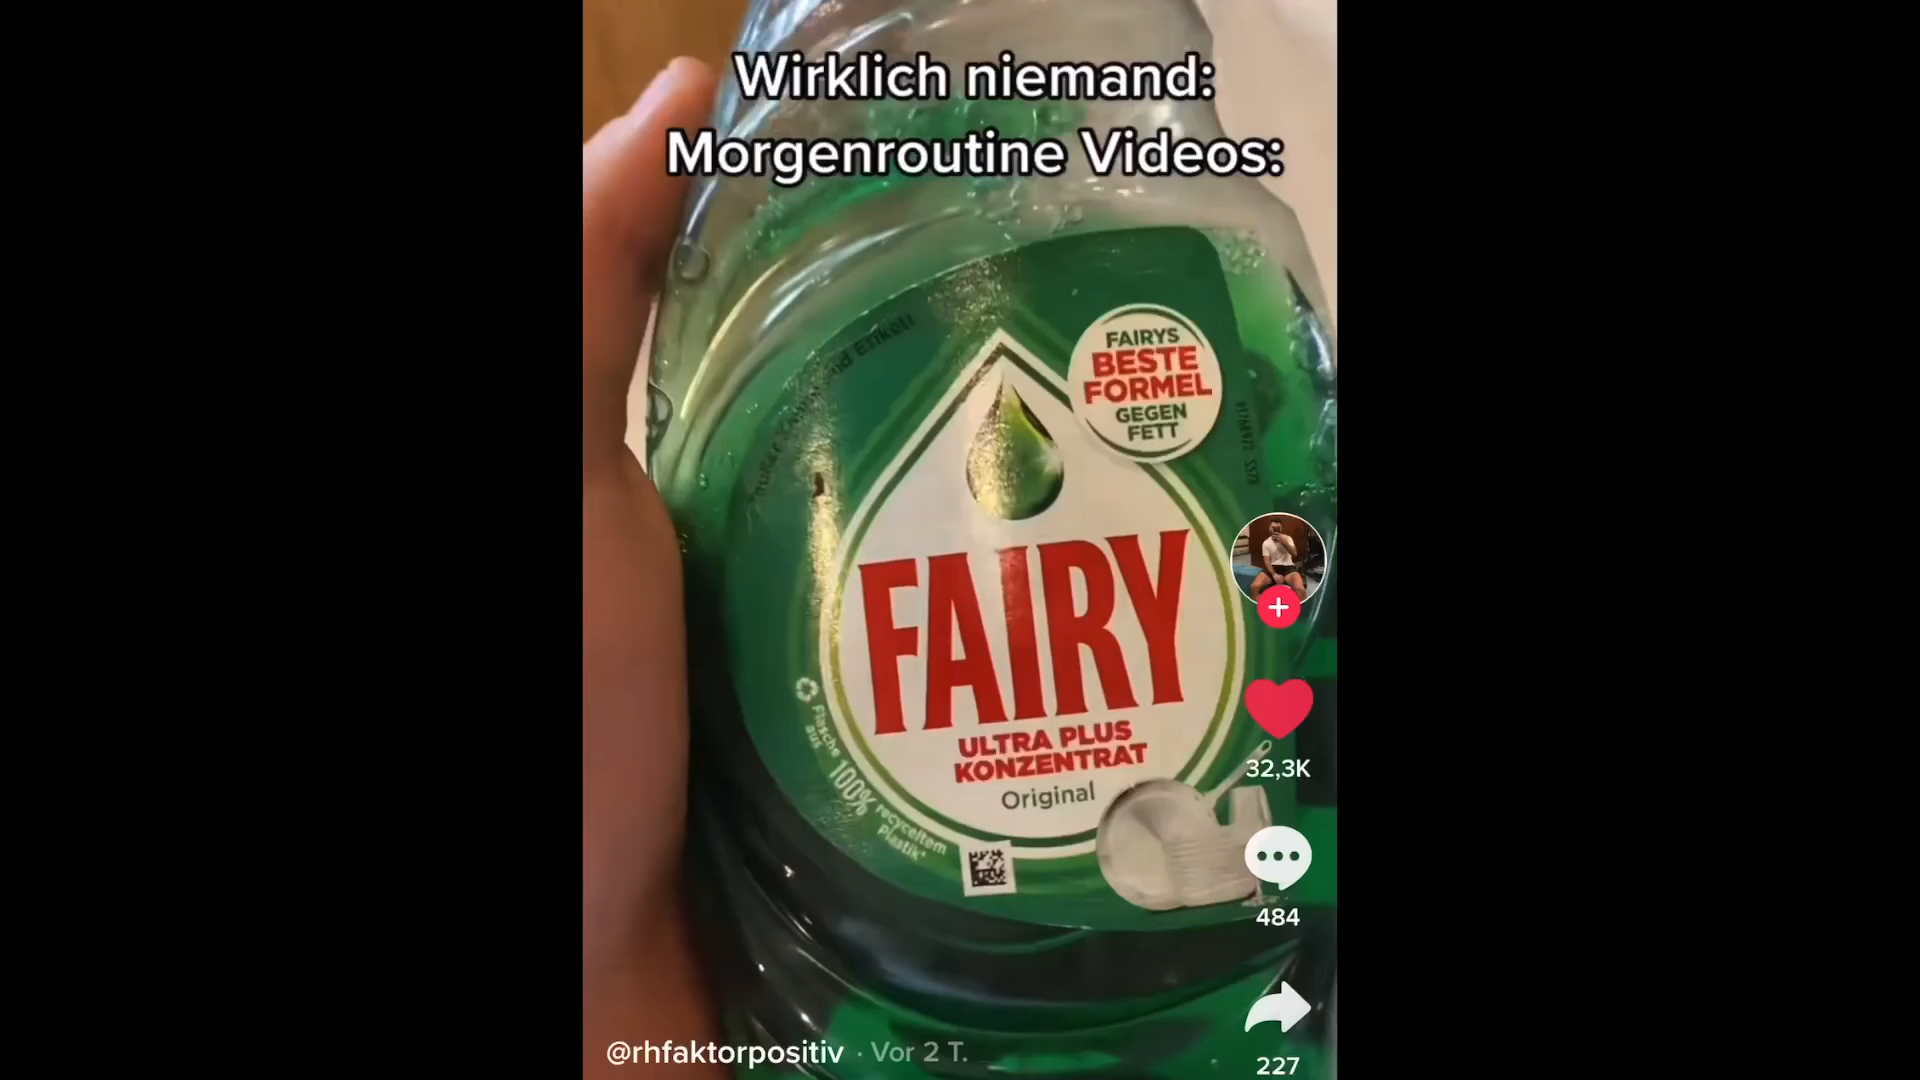 Wirklich niemand:
Morgenroutine Videos:
FAIRYS
BESTE
FORMEL
GEGEN
FETT
FAIRY
ULTRA PLUS
KONZENTRAT
Original
Flasche
aus
100%
recyceltem
Plastik*
32,3K
484
227
@rhfaktorpositiv · Vor 2 T.